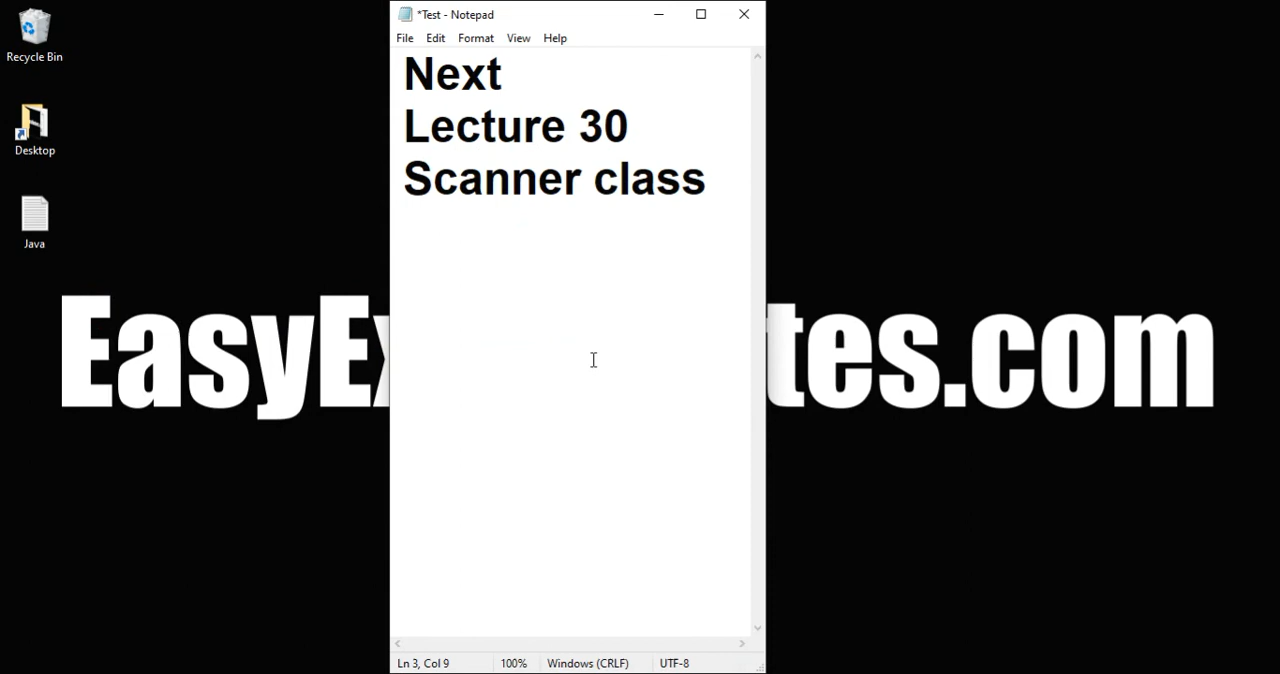 *Test - Notepad
File Edit Format View Help
Recycle Bin
Desktop
Java
Next
Lecture 30
Scanner class
tes.com
Ln 3, Col 9 100% Windows (CRLF) UTF-8